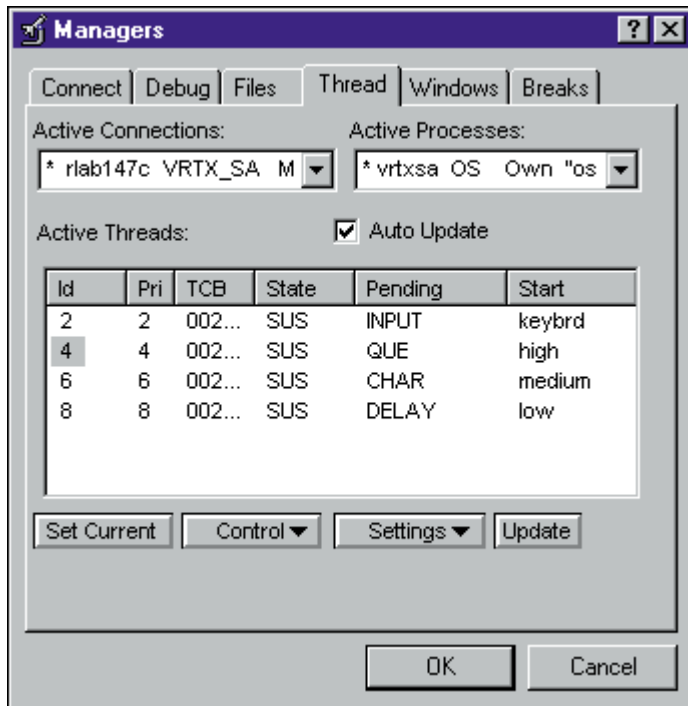 Managers ? X
Connect Debug Files Thread Windows Breaks
Active Connections: Active Processes:
* rlab147c VRTX_SA M * vrtxsa OS Own "os
Active Threads: Auto Update
Id Pri TCB State Pending Start
2 2 002... SUS INPUT keybrd
4 4 002... SUS QUE high
6 6 002... SUS CHAR medium
8 8 002... SUS DELAY low
Set Current Control Settings Update
OK Cancel